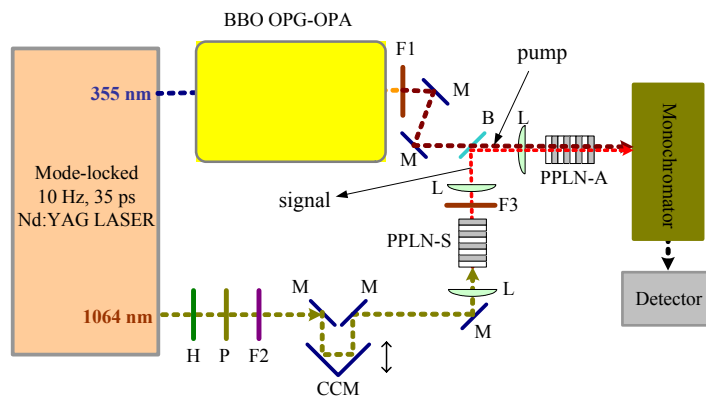 BBO OPG-OPA
F1
pump
M
355 nm
B
L
M
PPLN-A
Monochromator
Mode-locked
10 Hz, 35 ps
Nd:YAG LASER
signal
L
F3
PPLN-S
Detector
1064 nm
M
M
L
M
H
P
F2
CCM